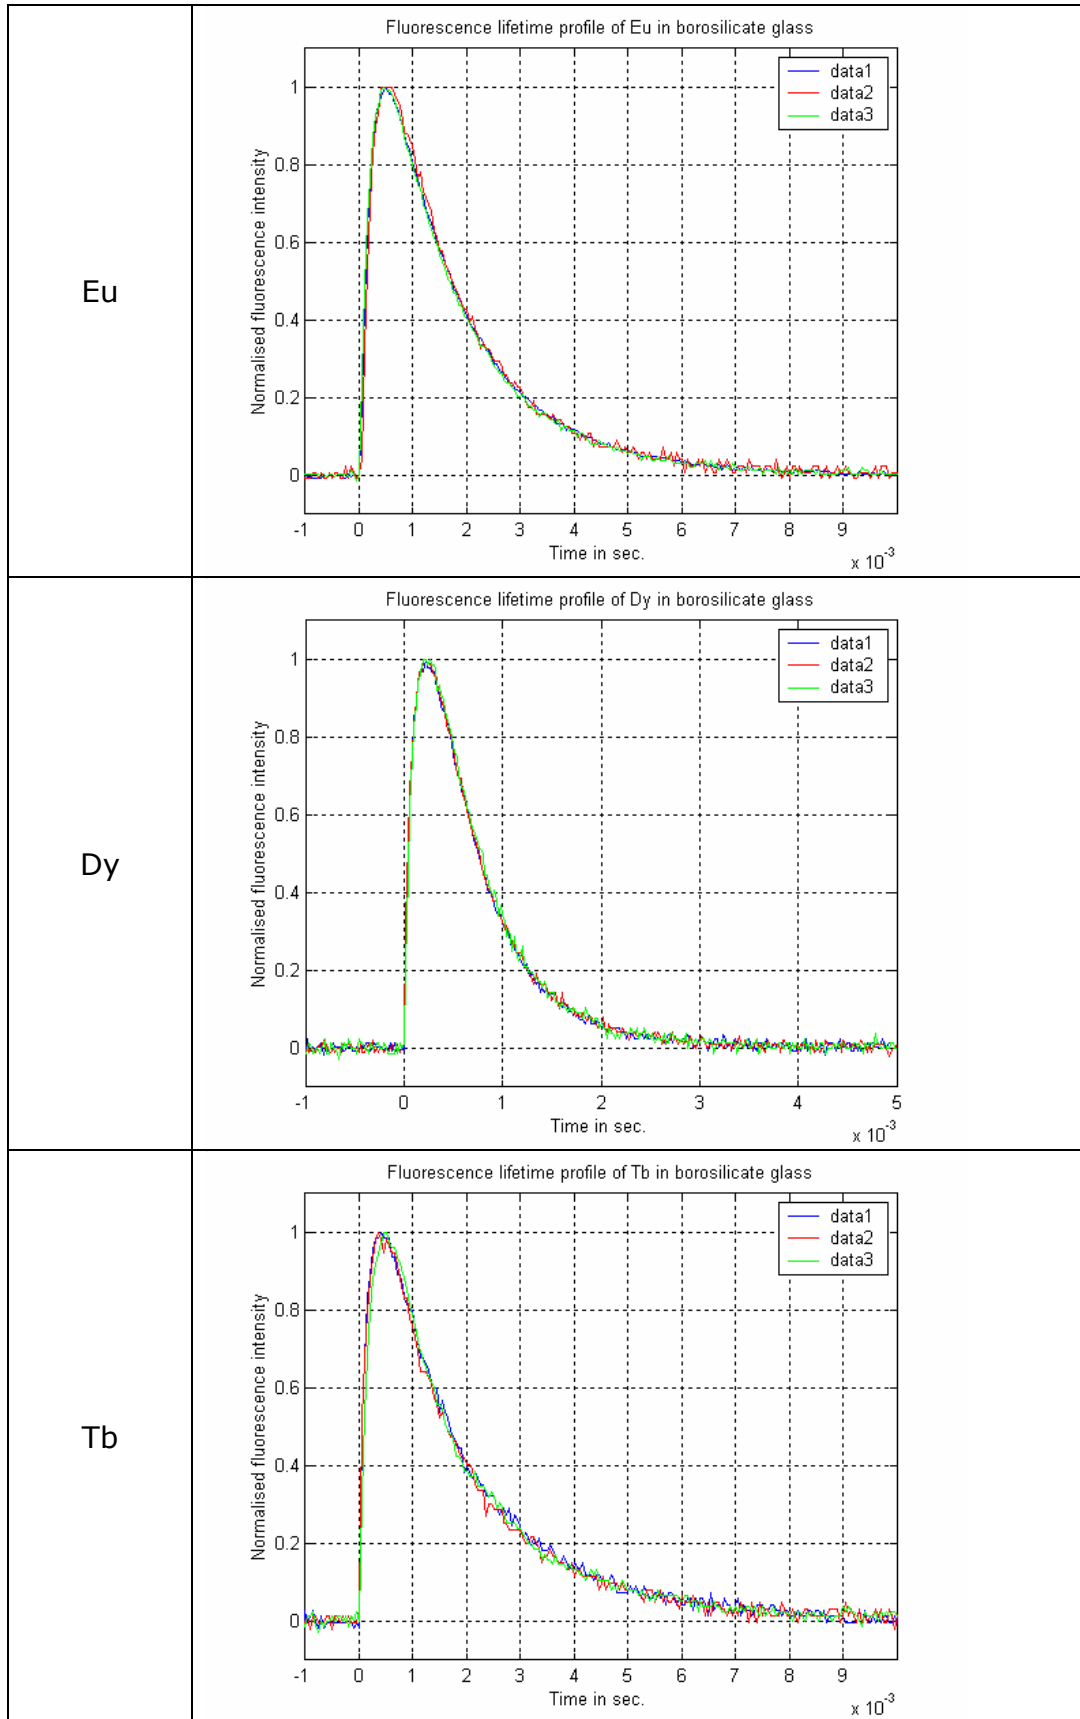 Eu
Fluorescence lifetime profile of Eu in borosilicate glass
data1
data2
data3
Normalised fluorescence intensity
1
0.8
0.6
0.4
0.2
0
-1 0 1 2 3 4 5 6 7 8 9
Time in sec.
x 10-3
Dy
Fluorescence lifetime profile of Dy in borosilicate glass
data1
data2
data3
Normalised fluorescence intensity
1
0.8
0.6
0.4
0.2
0
-1 0 1 2 3 4 5
Time in sec.
x 10-3
Tb
Fluorescence lifetime profile of Tb in borosilicate glass
data1
data2
data3
Normalised fluorescence intensity
1
0.8
0.6
0.4
0.2
0
-1 0 1 2 3 4 5 6 7 8 9
Time in sec.
x 10-3